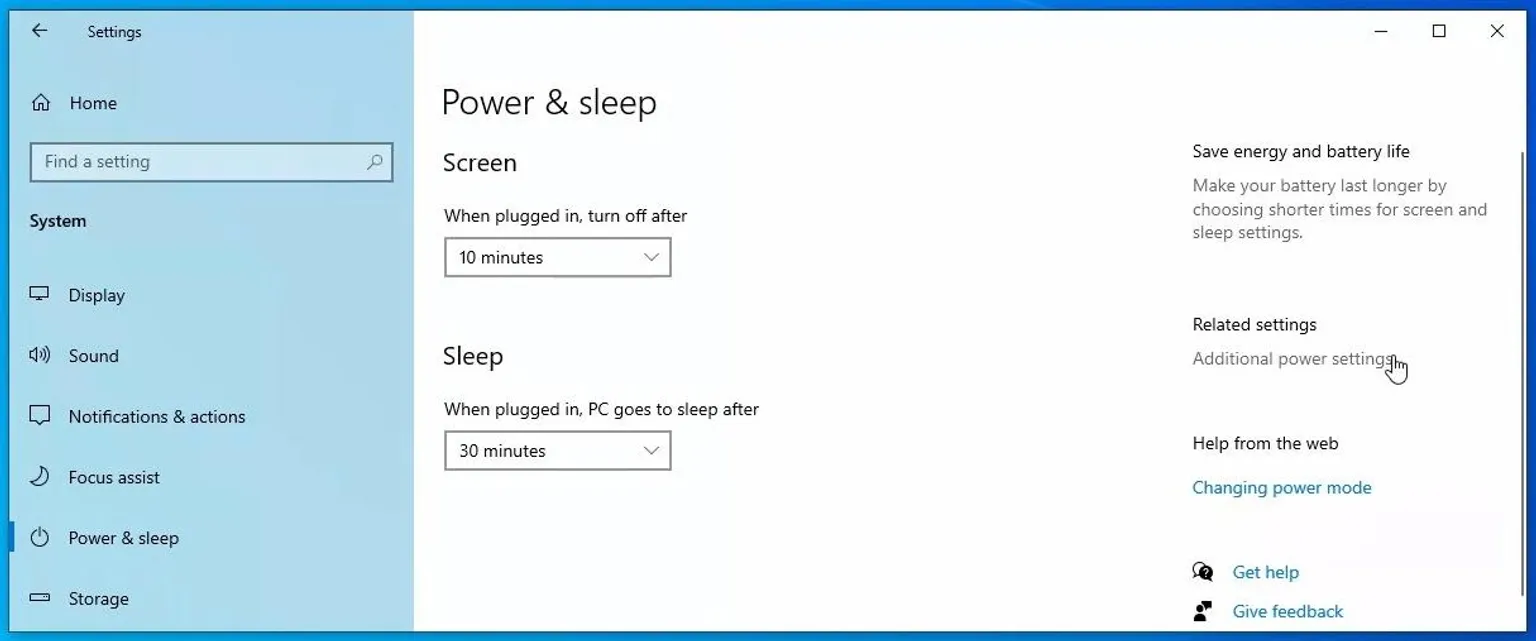 Settings
Home
Find a setting
System
Display
Sound
Notifications & actions
Focus assist
Power & sleep
Storage
Power & sleep
Screen
When plugged in, turn off after
10 minutes
Sleep
When plugged in, PC goes to sleep after
30 minutes
Save energy and battery life
Make your battery last longer by
choosing shorter times for screen and
sleep settings.
Related settings
Additional power settings
Help from the web
Changing power mode
Get help
Give feedback